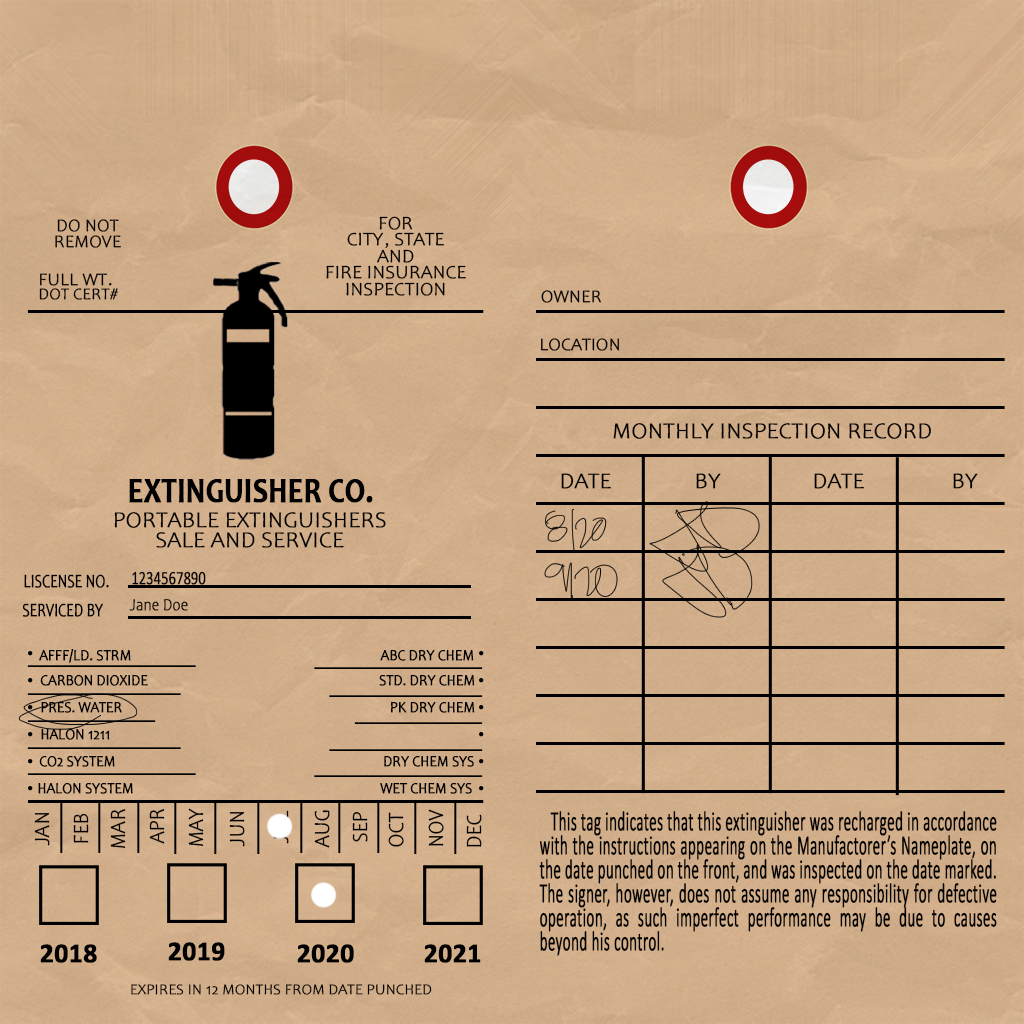 DO NOT
REMOVE
FULL WT.
DOT CERT#
FOR
CITY, STATE
AND
FIRE INSURANCE
INSPECTION
EXTINGUISHER CO.
PORTABLE EXTINGUISHERS
SALE AND SERVICE
LISCENSE NO. 1234567890
SERVICED BY Jane Doe
• AFFF/LD. STRM
• CARBON DIOXIDE
• PRES. WATER
• HALON 1211
• CO2 SYSTEM
• HALON SYSTEM
ABC DRY CHEM •
STD. DRY CHEM •
PK DRY CHEM •
•
DRY CHEM SYS •
WET CHEM SYS •
JAN FEB MAR APR MAY JUN AUG SEP OCT NOV DEC
2018 2019 2020 2021
EXPIRES IN 12 MONTHS FROM DATE PUNCHED
OWNER
LOCATION
MONTHLY INSPECTION RECORD
DATE BY DATE BY
8/20
9/20
This tag indicates that this extinguisher was recharged in accordance
with the instructions appearing on the Manufactorer's Nameplate, on
the date punched on the front, and was inspected on the date marked.
The signer, however, does not assume any responsibility for defective
operation, as such imperfect performance may be due to causes
beyond his control.